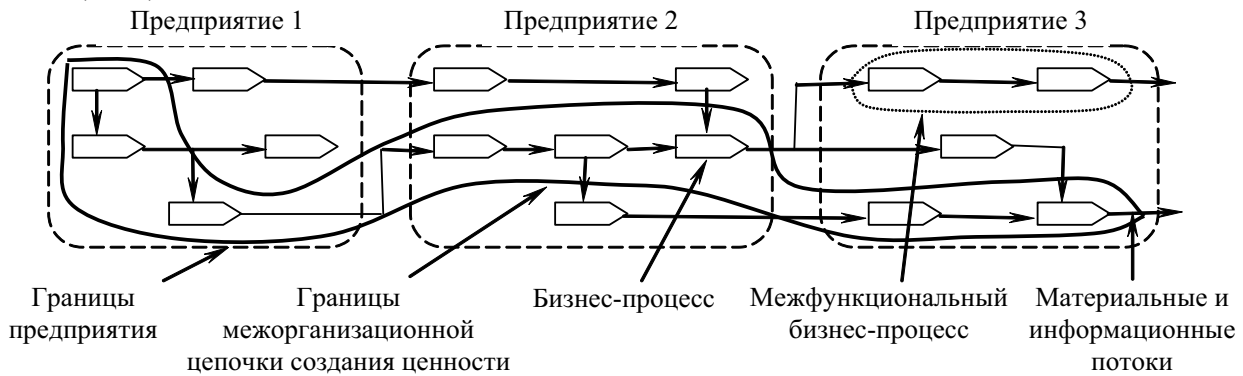 Предприятие 1
Предприятие 2
Предприятие 3
Границы
предприятия
Границы
межорганизационной
цепочки создания ценности
Бизнес-процесс
Межфункциональный
бизнес-процесс
Материальные и
информационные
потоки